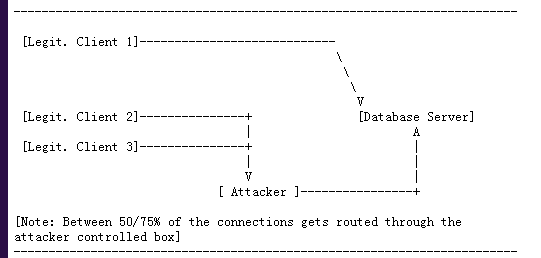 [Legit. Client 1]
[Legit. Client 2]
[Database Server]
[Legit. Client 3]
[ Attacker ]
[Note: Between 50/75% of the connections gets routed through the
attacker controlled box]